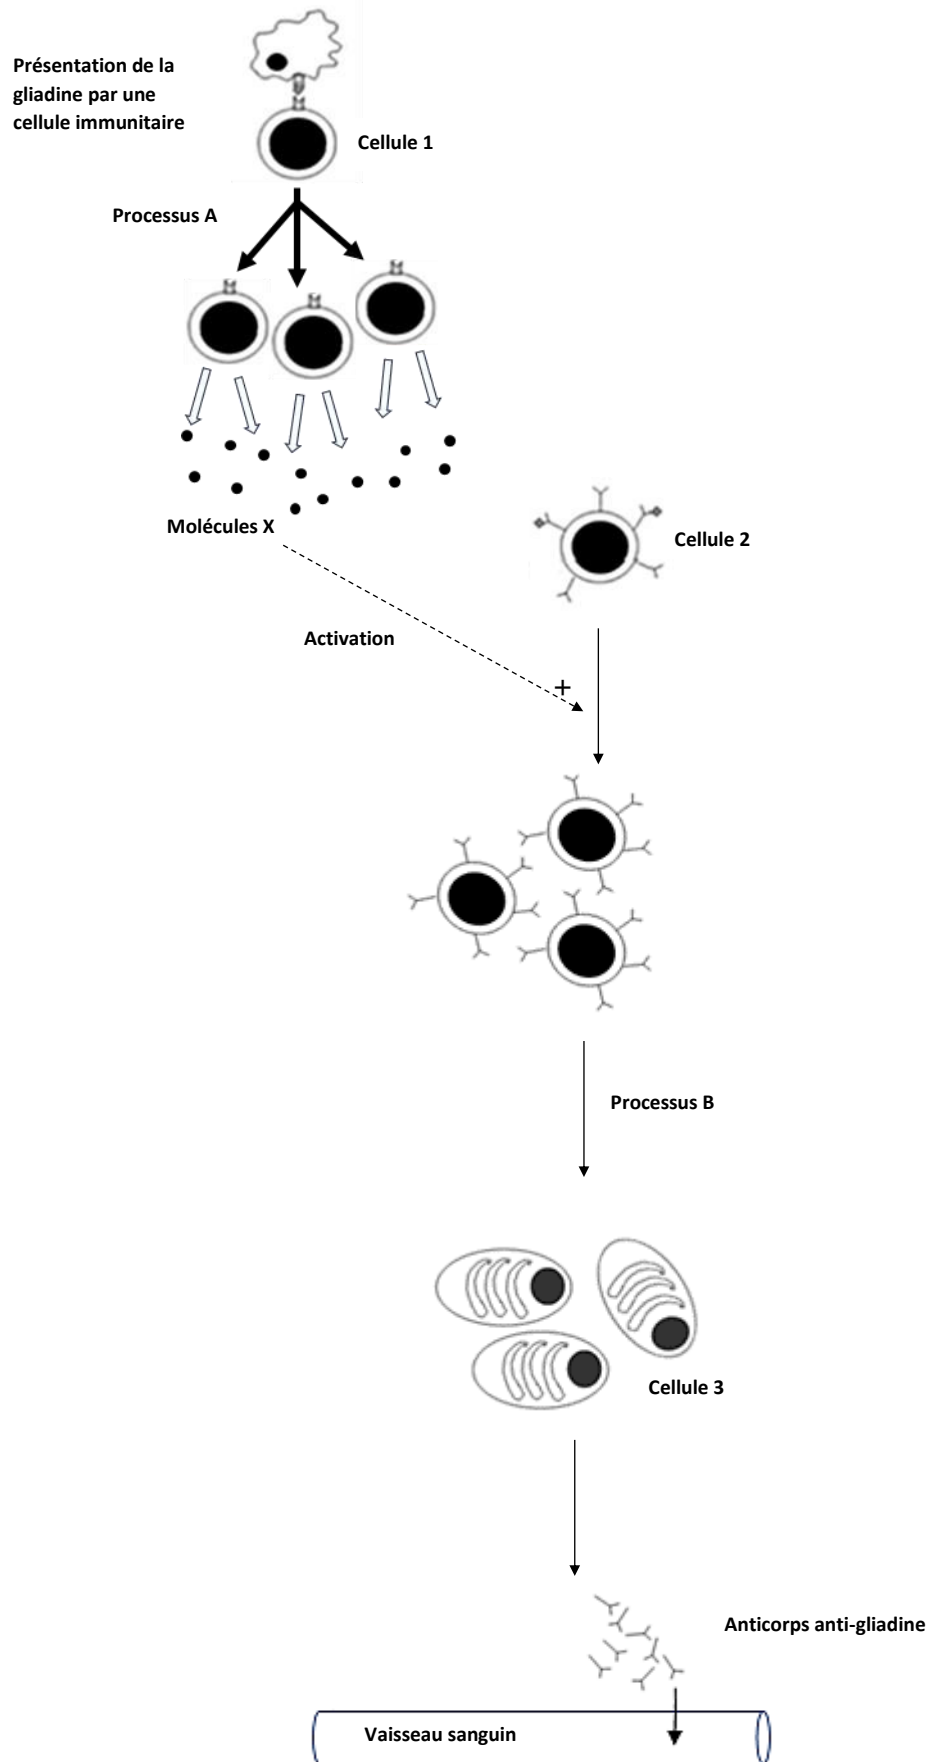 Présentation de la
gliadine par une
cellule immunitaire
Cellule 1
Processus A
Molécules X
Cellule 2
Activation
+
Processus B
Cellule 3
Anticorps anti-gliadine
Vaisseau sanguin